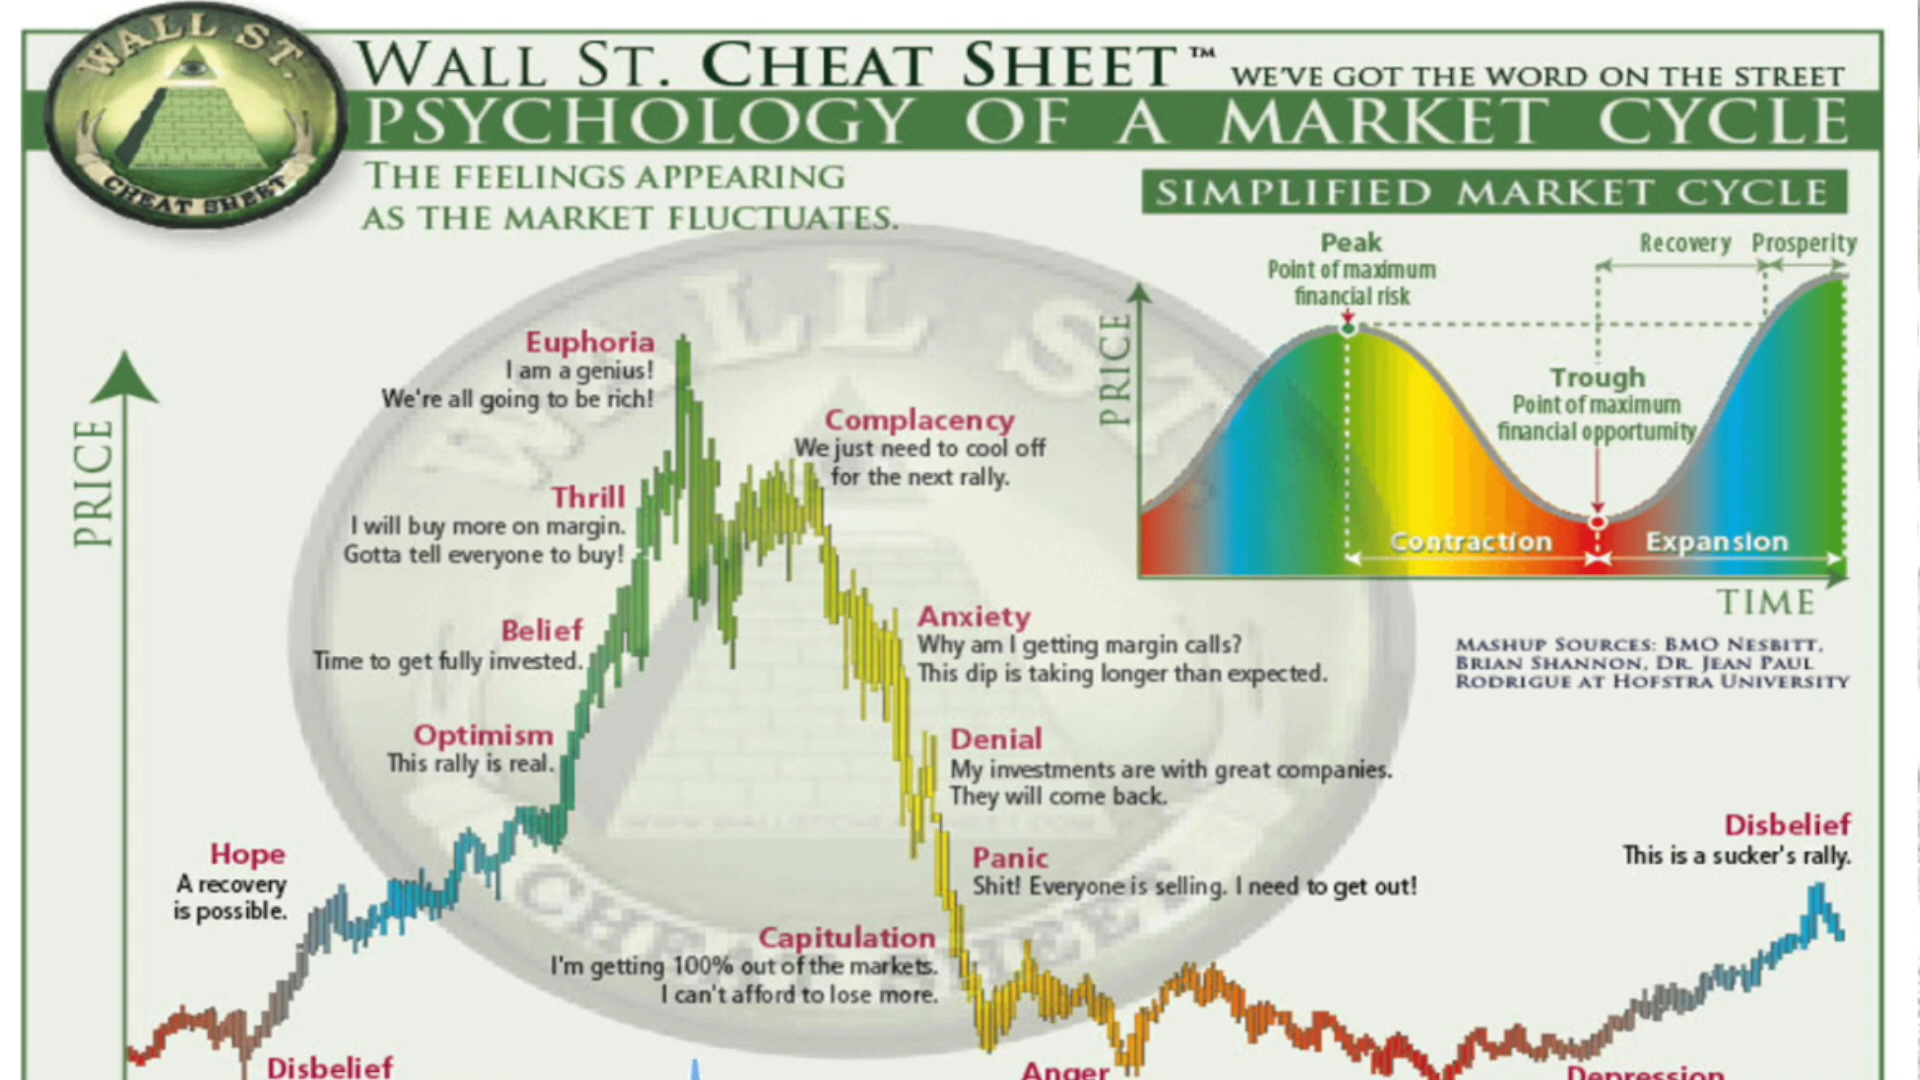 WALL ST.
CHEAT SHEET
WALL ST. CHEAT SHEET™ WE'VE GOT THE WORD ON THE STREET
PSYCHOLOGY OF A MARKET CYCLE
THE FEELINGS APPEARING
AS THE MARKET FLUCTUATES.
SIMPLIFIED MARKET CYCLE
Peak
Point of maximum
financial risk
Recovery
Prosperity
Trough
Point of maximum
financial opportunity
Contraction
Expansion
PRICE
TIME
MASHUP SOURCES: BMO NESBITT,
BRIAN SHANNON, DR. JEAN PAUL
RODRIGUE AT HOFSTRA UNIVERSITY
WALL ST.
CHEAT SHEET
PRICE
Euphoria
I am a genius!
We're all going to be rich!
Complacency
We just need to cool off
for the next rally.
Thrill
I will buy more on margin.
Gotta tell everyone to buy!
Belief
Time to get fully invested.
Anxiety
Why am I getting margin calls?
This dip is taking longer than expected.
Optimism
This rally is real.
Denial
My investments are with great companies.
They will come back.
Hope
A recovery
is possible.
Panic
Shit! Everyone is selling. I need to get out!
Disbelief
This is a sucker's rally.
Capitulation
I'm getting 100% out of the markets.
I can't afford to lose more.
Disbelief
Anger
Depression